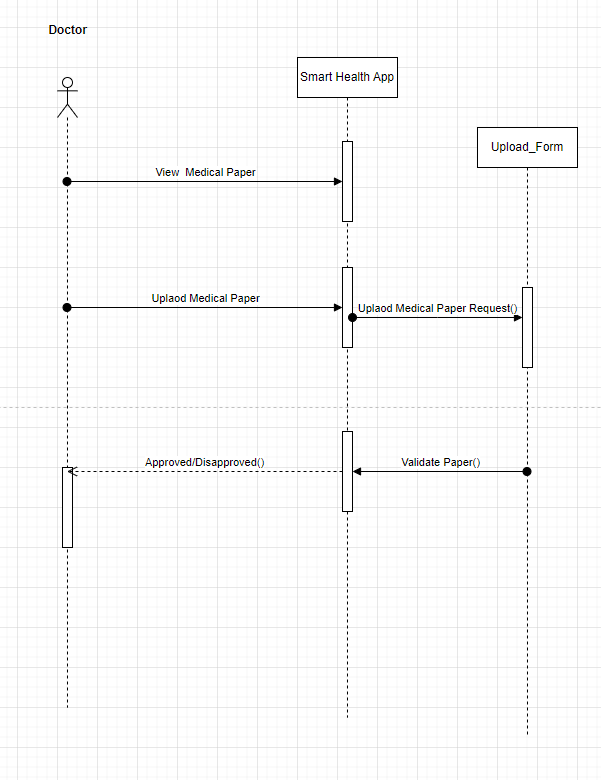 Doctor
Smart Health App
Upload_Form
View  Medical Paper
Uplaod Medical Paper
Uplaod Medical Paper Request()
Approved/Disapproved()
Validate Paper()